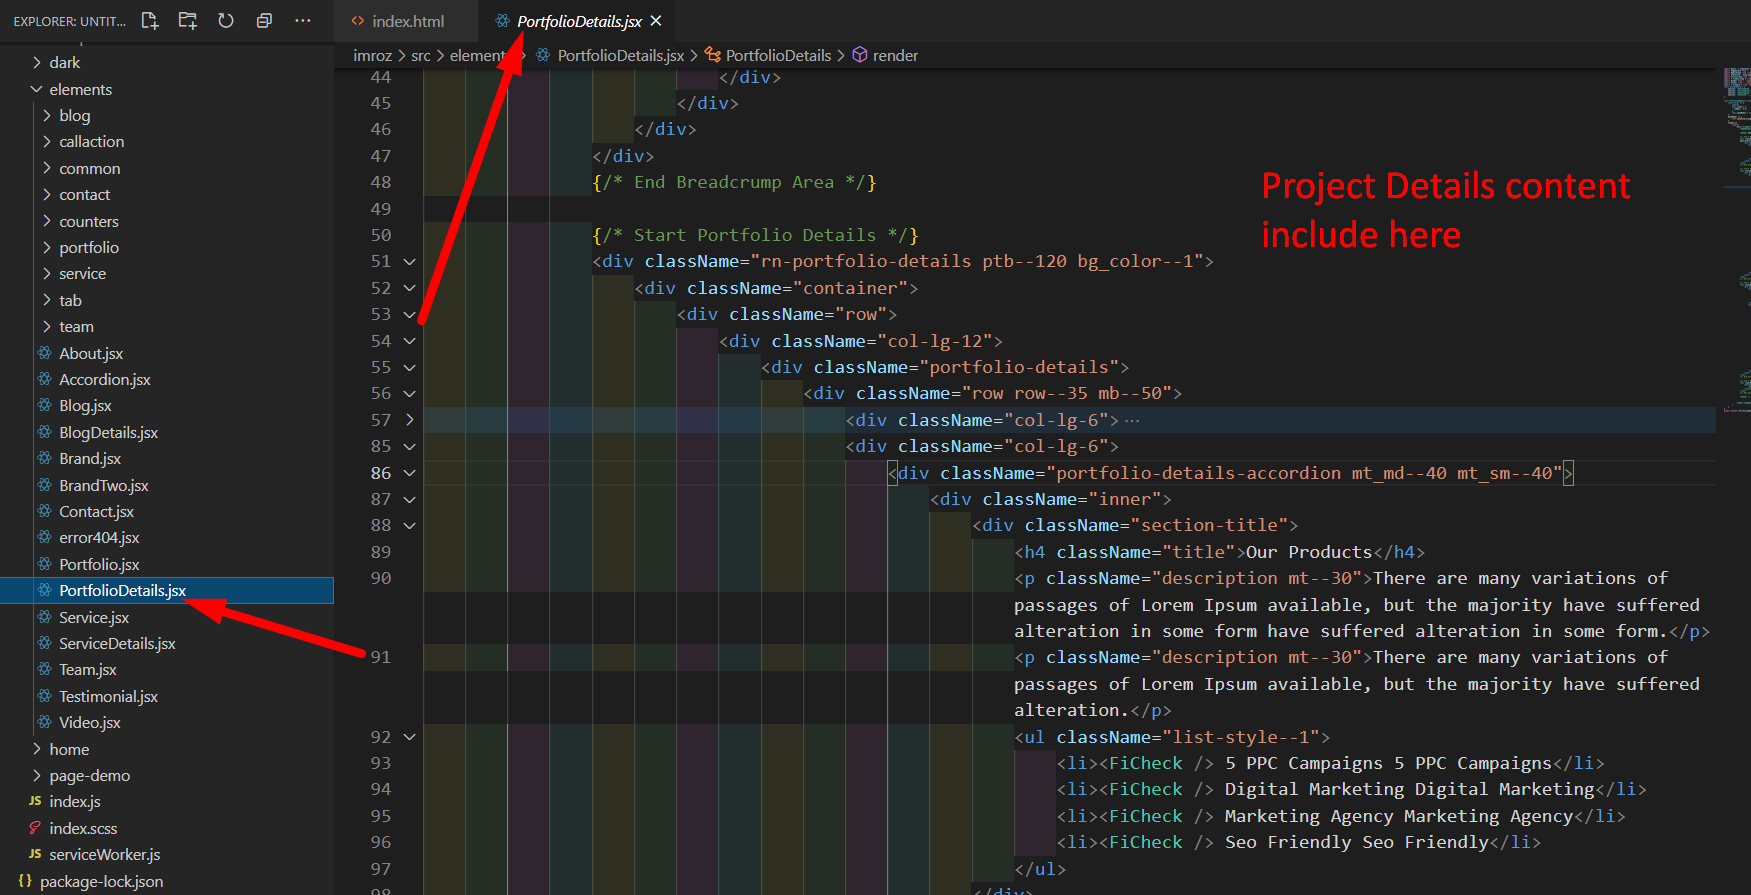 EXPLORER: UNTIT...
index.html
PortfolioDetails.jsx
imroz > src > element > PortfolioDetails.jsx > PortfolioDetails > render
dark
elements
blog
callaction
common
contact
counters
portfolio
service
tab
team
About.jsx
Accordion.jsx
Blog.jsx
BlogDetails.jsx
Brand.jsx
BrandTwo.jsx
Contact.jsx
error404.jsx
Portfolio.jsx
PortfolioDetails.jsx
Service.jsx
ServiceDetails.jsx
Team.jsx
Testimonial.jsx
Video.jsx
home
page-demo
JS index.js
index.scss
JS serviceWorker.js
{} package-lock.json
44 </div>
45 </div>
46 </div>
47 </div>
48 {/* End Breadcrump Area */}
49
50 {/* Start Portfolio Details */}
51 <div className="rn-portfolio-details ptb--120 bg_color--1">
52 <div className="container">
53 <div className="row">
54 <div className="col-lg-12">
55 <div className="portfolio-details">
56 <div className="row row--35 mb--50">
57 <div className="col-lg-6"> ...
85 <div className="col-lg-6">
86 <div className="portfolio-details-accordion mt_md--40 mt_sm--40">
87 <div className="inner">
88 <div className="section-title">
89 <h4 className="title">Our Products</h4>
90 <p className="description mt--30">There are many variations of
passages of Lorem Ipsum available, but the majority have suffered
alteration in some form have suffered alteration in some form.</p>
91 <p className="description mt--30">There are many variations of
passages of Lorem Ipsum available, but the majority have suffered
alteration.</p>
92 <ul className="list-style--1">
93 <li><FiCheck /> 5 PPC Campaigns 5 PPC Campaigns</li>
94 <li><FiCheck /> Digital Marketing Digital Marketing</li>
95 <li><FiCheck /> Marketing Agency Marketing Agency</li>
96 <li><FiCheck /> Seo Friendly Seo Friendly</li>
97 </ul>
98 </div>
Project Details content
include here